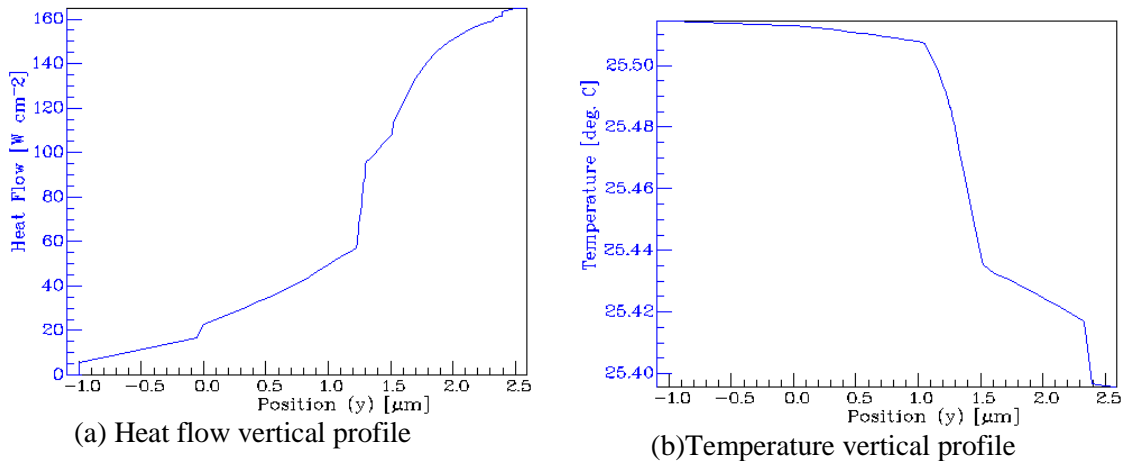 160
140
120
100
80
60
40
20
0
Heat Flow [W cm-2]
-1.0 -0.5 0.0 0.5 1.0 1.5 2.0 2.5
Position (y) [μm]
(a) Heat flow vertical profile
25.50
25.48
25.46
25.44
25.42
25.40
Temperature [deg. C]
-1.0 -0.5 0.0 0.5 1.0 1.5 2.0 2.5
Position (y) [μm]
(b)Temperature vertical profile